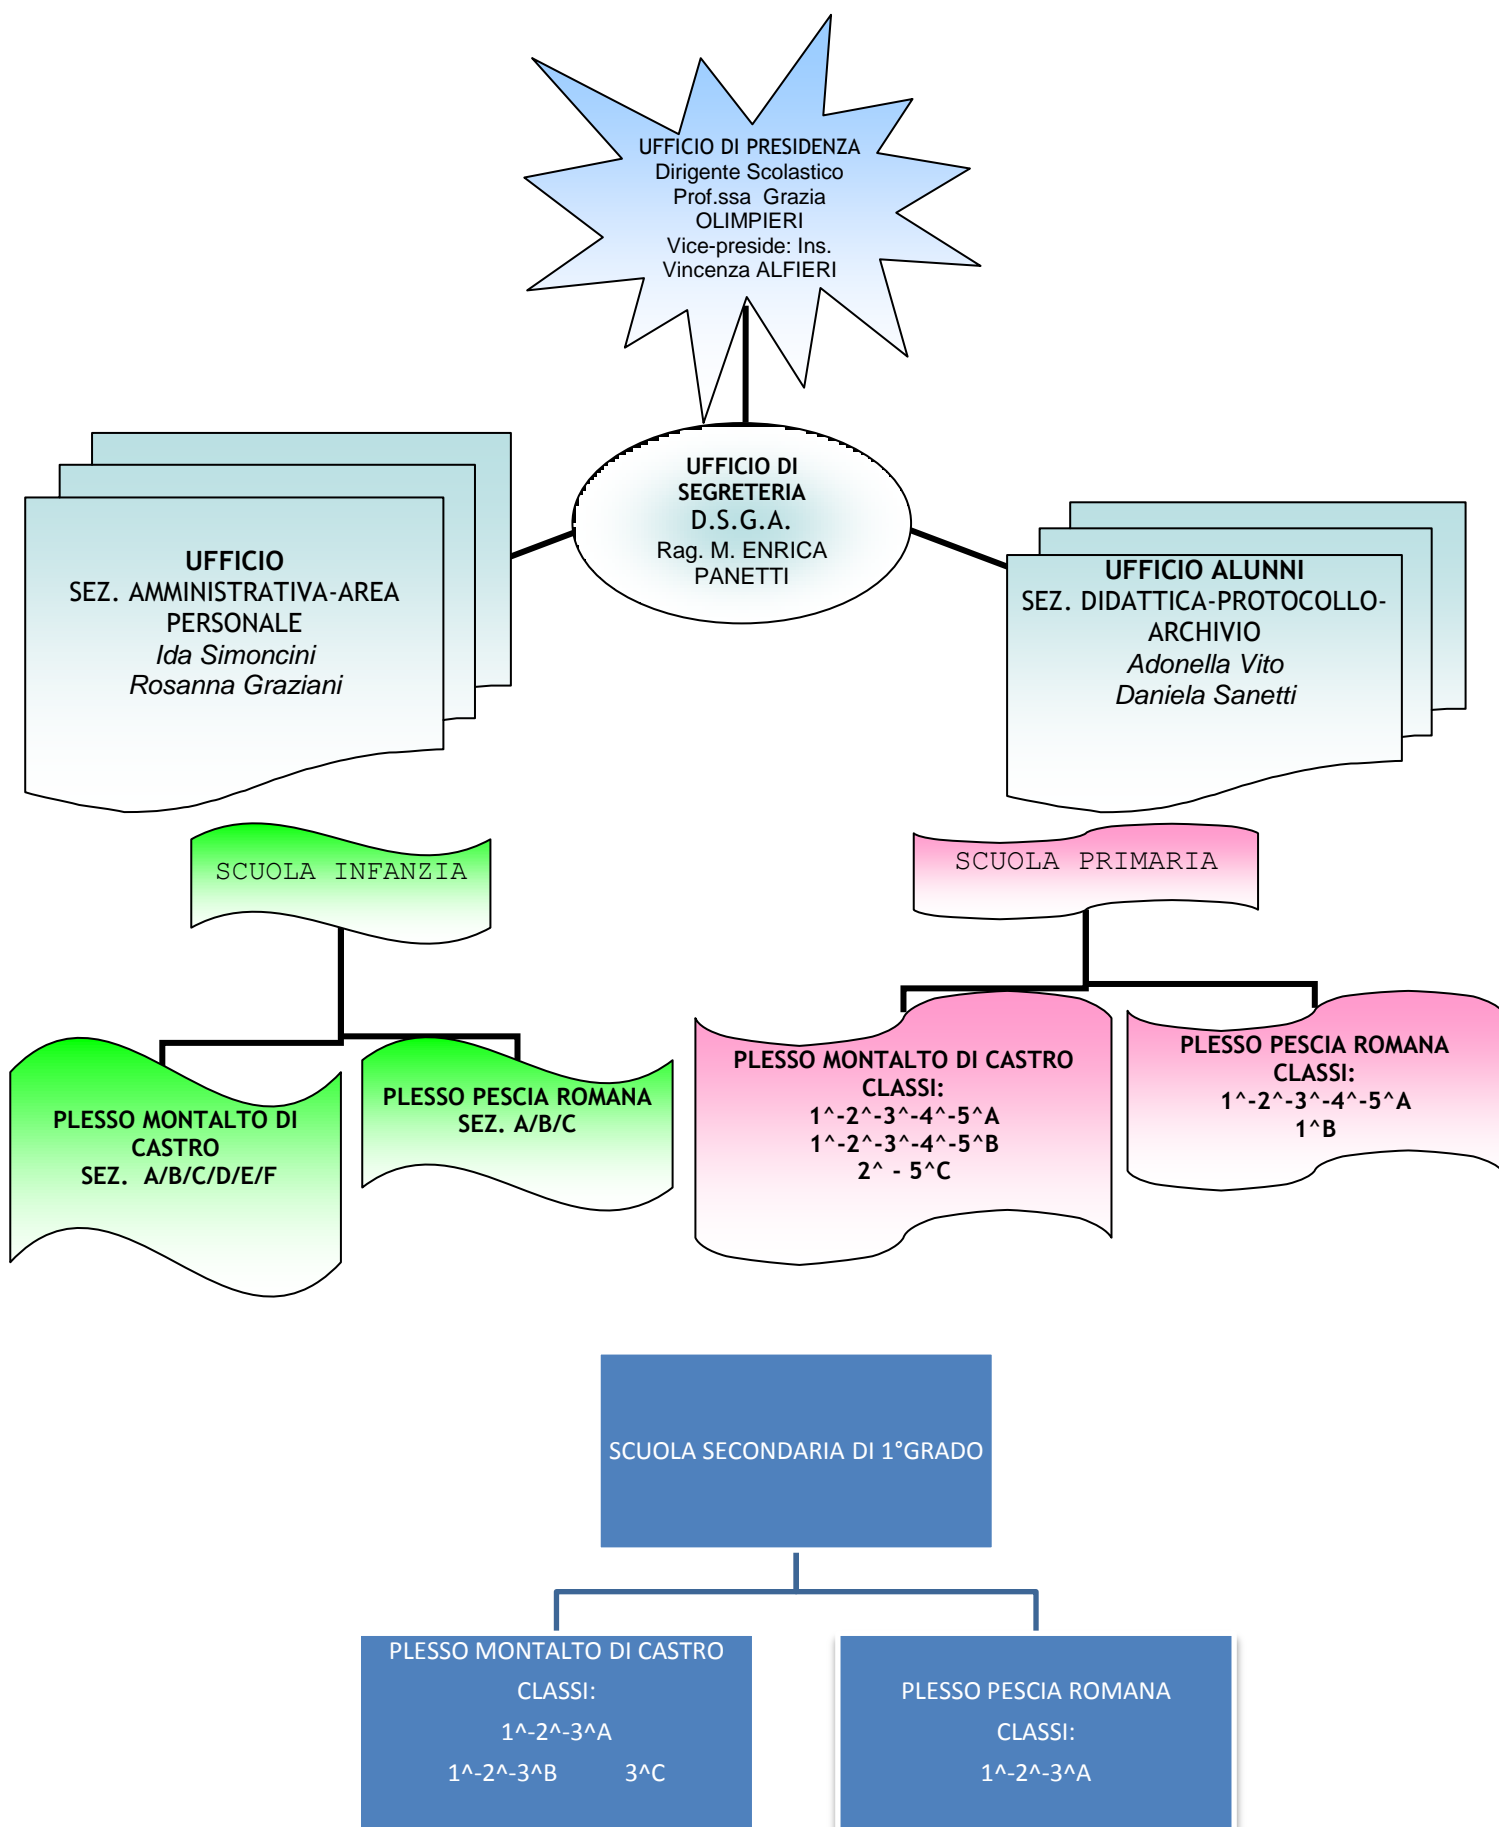 UFFICIO DI PRESIDENZA
Dirigente Scolastico
Prof.ssa Grazia
OLIMPIERI
Vice-preside: Ins.
Vincenza ALFIERI
UFFICIO DI
SEGRETERIA
D.S.G.A.
Rag. M. ENRICA
PANETTI
UFFICIO
SEZ. AMMINISTRATIVA-AREA
PERSONALE
Ida Simoncini
Rosanna Graziani
UFFICIO ALUNNI
SEZ. DIDATTICA-PROTOCOLLO-
ARCHIVIO
Adonella Vito
Daniela Sanetti
SCUOLA INFANZIA
SCUOLA PRIMARIA
PLESSO MONTALTO DI
CASTRO
SEZ. A/B/C/D/E/F
PLESSO PESCIA ROMANA
SEZ. A/B/C
PLESSO MONTALTO DI CASTRO
CLASSI:
1^-2^-3^-4^-5^A
1^-2^-3^-4^-5^B
2^ - 5^C
PLESSO PESCIA ROMANA
CLASSI:
1^-2^-3^-4^-5^A
1^B
SCUOLA SECONDARIA DI 1°GRADO
PLESSO MONTALTO DI CASTRO
CLASSI:
1^-2^-3^A
1^-2^-3^B 3^C
PLESSO PESCIA ROMANA
CLASSI:
1^-2^-3^A